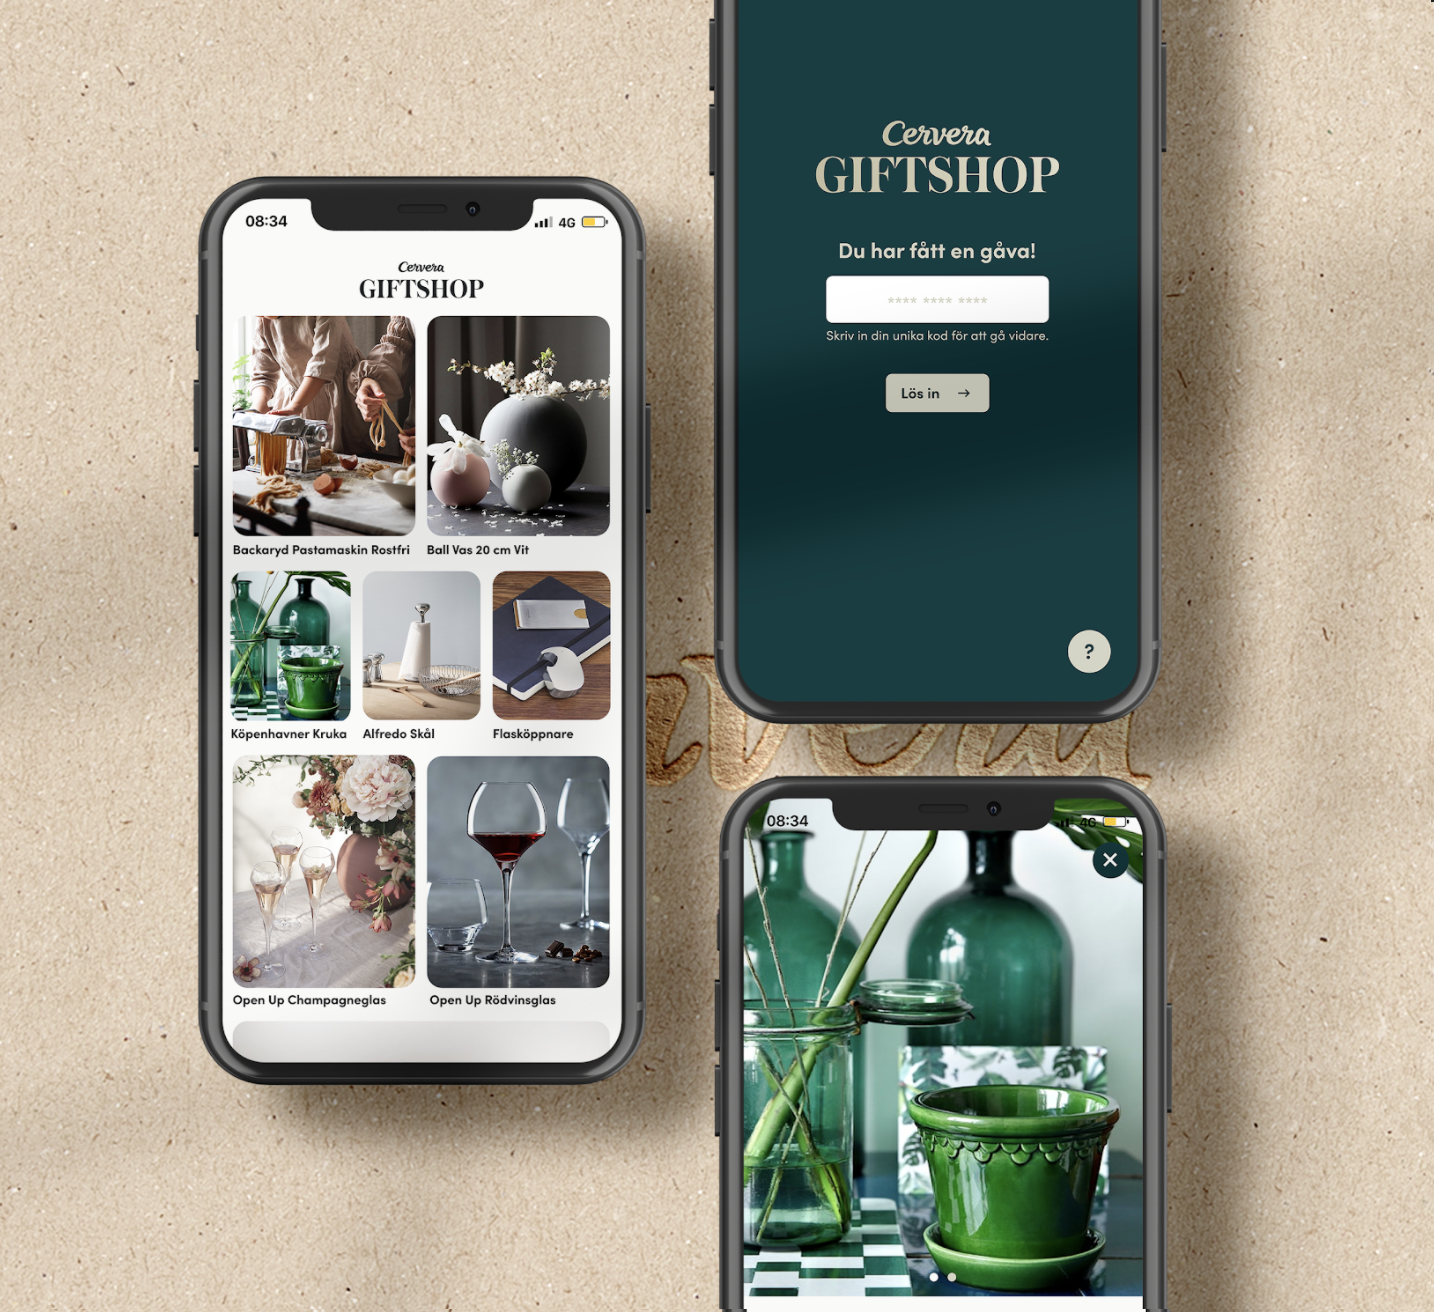 08:34
4G
Cervera
GIFTSHOP
Backaryd Pastamaskin Rostfri
Ball Vas 20 cm Vit
Köpenhavner Kruka
Alfredo Skål
Flasköppnare
Open Up Champagneglas
Open Up Rödvinsglas
Cervera
GIFTSHOP
Du har fått en gåva!
**** **** ****
Skriv in din unika kod för att gå vidare.
Lös in →
?
08:34
4G